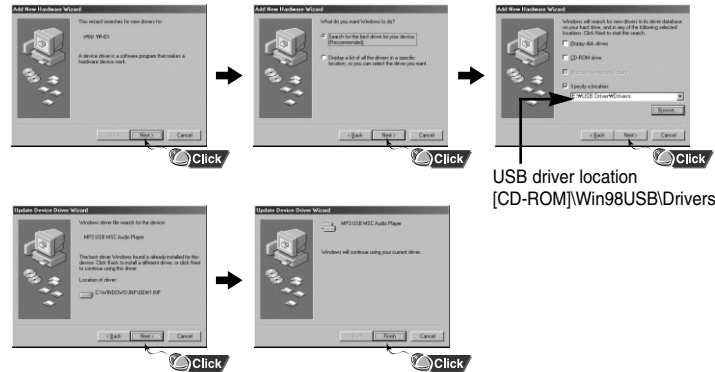 Add New Hardware Wizard
This wizard searches for new drivers for:
A device driver is a software program that makes a
hardware device work.
< Back
Next >
Cancel
Click
Add New Hardware Wizard
What do you want Windows to do?
Search for the best driver for your device
(Recommended)
Display a list of all the drivers in a specific
location, so you can select the driver you want
< Back
Next >
Cancel
Click
Add New Hardware Wizard
Windows will search for new drivers in its driver database
on your hard drive, and in any of the following selected
locations. Click Next to start the search.
Floppy disk drives
CD-ROM drive
Specify a location:
E:₩USB Driver₩Drivers
Browse...
< Back
Next >
Cancel
Click
USB driver location
[CD-ROM]\Win98USB\Drivers
Update Device Driver Wizard
Windows driver file search for the device:
MP3 USB MSC Audio Player
The best driver Windows found is already installed for this
device. Click Back to install a different driver, or click Next
to continue using this driver.
Location of driver:
< Back
Next >
Cancel
Click
Update Device Driver Wizard
MP3 USB MSC Audio Player
Windows will continue using your current driver.
Finish
Cancel
Click